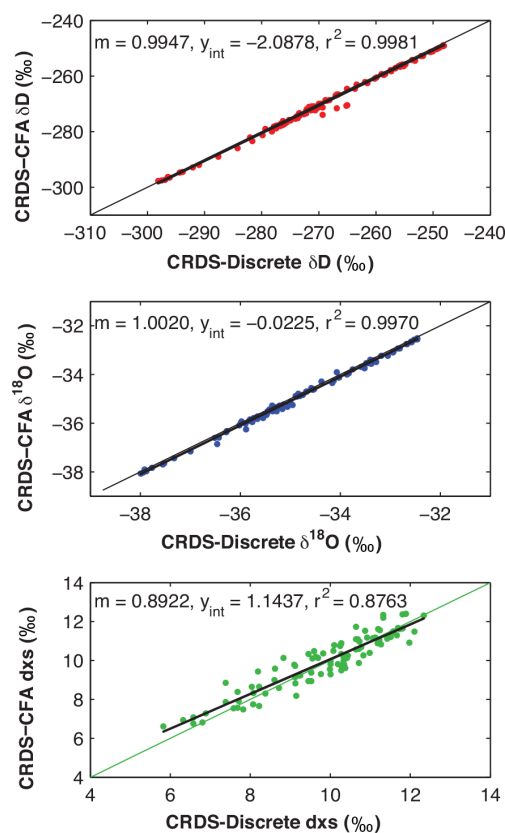 m = 0.9947, y_int = −2.0878, r² = 0.9981
−240
−260
−280
−300
CRDS−CFA δD (‰)
−310 −300 −290 −280 −270 −260 −250 −240
CRDS-Discrete δD (‰)
m = 1.0020, y_int = −0.0225, r² = 0.9970
−32
−34
−36
−38
CRDS−CFA δ¹⁸O (‰)
−38 −36 −34 −32
CRDS-Discrete δ¹⁸O (‰)
m = 0.8922, y_int = 1.1437, r² = 0.8763
14
12
10
8
6
4
CRDS−CFA dxs (‰)
4 6 8 10 12 14
CRDS-Discrete dxs (‰)